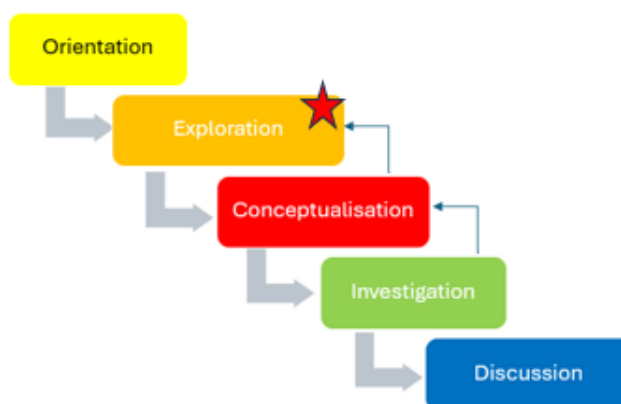 Orientation
Exploration
Conceptualisation
Investigation
Discussion